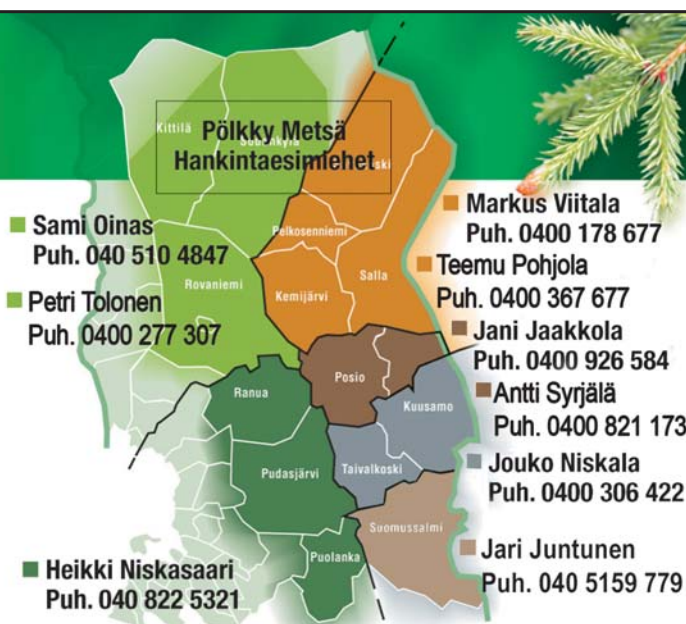 Pölkky Metsä
Hankintaesimiehet
Kittilä
Pelkosenniemi
Rovaniemi
Kemijärvi
Salla
Ranua
Posio
Kuusamo
Pudasjärvi
Taivalkoski
Suomussalmi
Puolanka
Sami Oinas
Puh. 040 510 4847
Petri Tolonen
Puh. 0400 277 307
Markus Viitala
Puh. 0400 178 677
Teemu Pohjola
Puh. 0400 367 677
Jani Jaakkola
Puh. 0400 926 584
Antti Syrjälä
Puh. 0400 821 173
Jouko Niskala
Puh. 0400 306 422
Jari Juntunen
Puh. 040 5159 779
Heikki Niskasaari
Puh. 040 822 5321